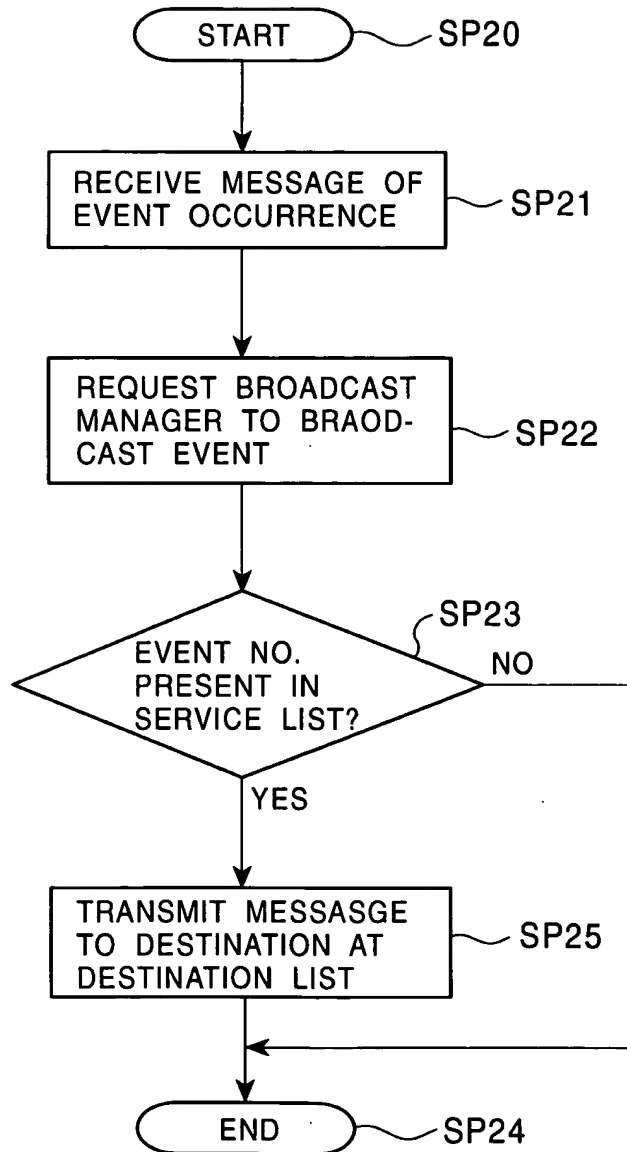 START
SP20
RECEIVE MESSAGE OF
EVENT OCCURRENCE
SP21
REQUEST BROADCAST
MANAGER TO BRAOD-
CAST EVENT
SP22
SP23
EVENT NO.
PRESENT IN
SERVICE LIST?
NO
YES
TRANSMIT MESSASGE
TO DESTINATION AT
DESTINATION LIST
SP25
END
SP24